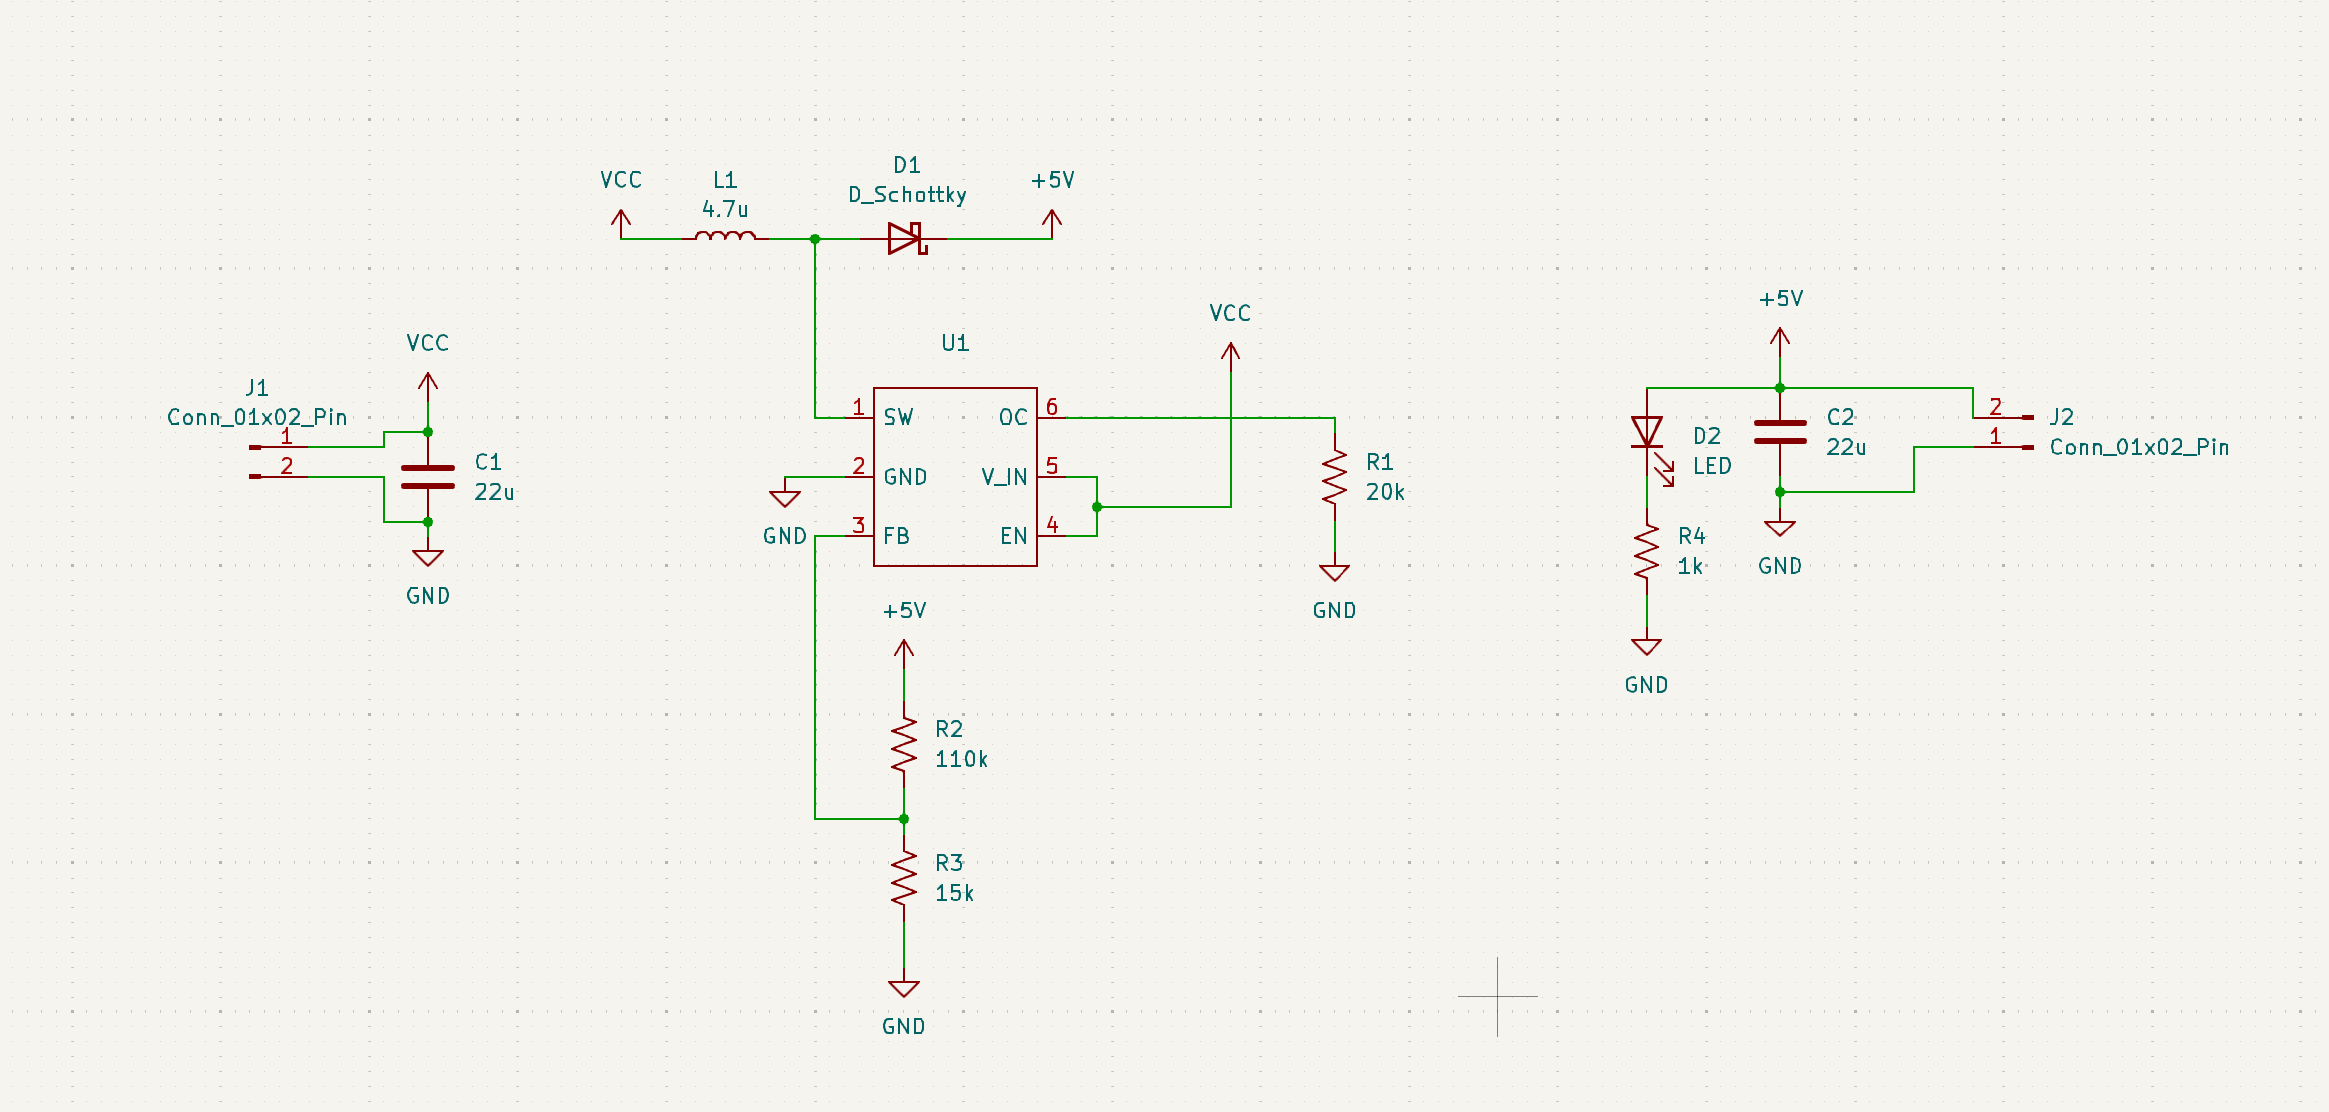 VCC
L1
4.7u
D1
D_Schottky
+5V
J1
Conn_01x02_Pin
1
2
VCC
C1
22u
GND
U1
1
SW
2
GND
3
FB
6
OC
5
V_IN
4
EN
GND
VCC
R1
20k
GND
+5V
R2
110k
R3
15k
GND
+5V
D2
LED
R4
1k
GND
C2
22u
GND
2
1
J2
Conn_01x02_Pin